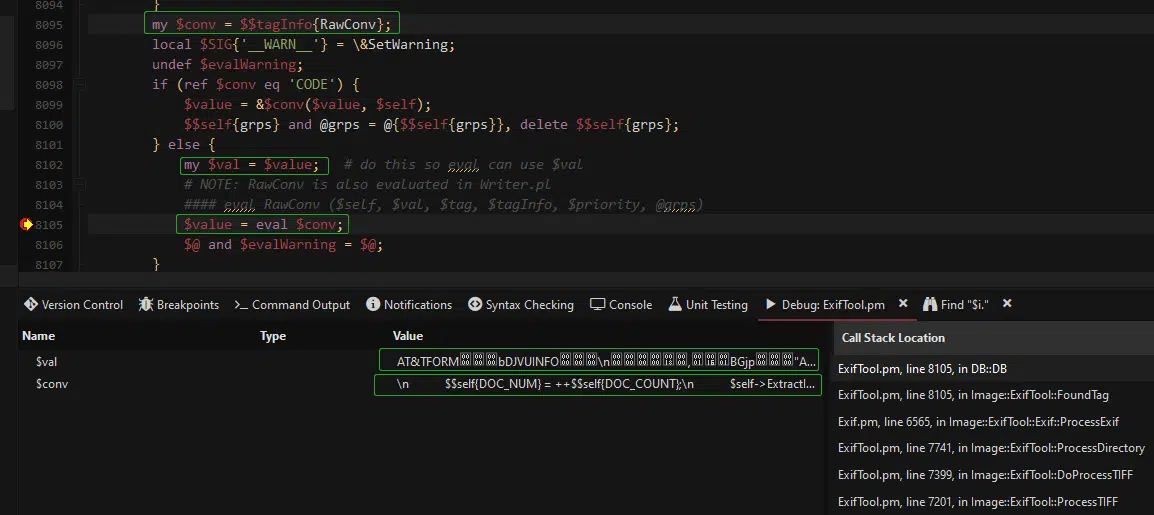 8094 }
8095 my $conv = $$tagInfo{RawConv};
8096 local $SIG{'__WARN__'} = \&SetWarning;
8097 undef $evalWarning;
8098 if (ref $conv eq 'CODE') {
8099 $value = &$conv($value, $self);
8100 $$self{grps} and @grps = @{$$self{grps}}, delete $$self{grps};
8101 } else {
8102 my $val = $value; # do this so eval can use $val
8103 # NOTE: RawConv is also evaluated in Writer.pl
8104 #### eval RawConv ($self, $val, $tag, $tagInfo, $priority, @grps)
8105 $value = eval $conv;
8106 $@ and $evalWarning = $@;
8107 }
Version Control Breakpoints Command Output Notifications Syntax Checking Console Unit Testing Debug: ExifTool.pm × Find "$i." ×
Name Type Value
Call Stack Location
$val AT&TFORM bDJVUINFO \n , BGjp "A...
$conv \n $$self{DOC_NUM} = ++$$self{DOC_COUNT};\n $self->ExtractI...
ExifTool.pm, line 8105, in DB::DB
ExifTool.pm, line 8105, in Image::ExifTool::FoundTag
Exif.pm, line 6565, in Image::ExifTool::Exif::ProcessExif
ExifTool.pm, line 7741, in Image::ExifTool::ProcessDirectory
ExifTool.pm, line 7399, in Image::ExifTool::DoProcessTIFF
ExifTool.pm, line 7201, in Image::ExifTool::ProcessTIFF